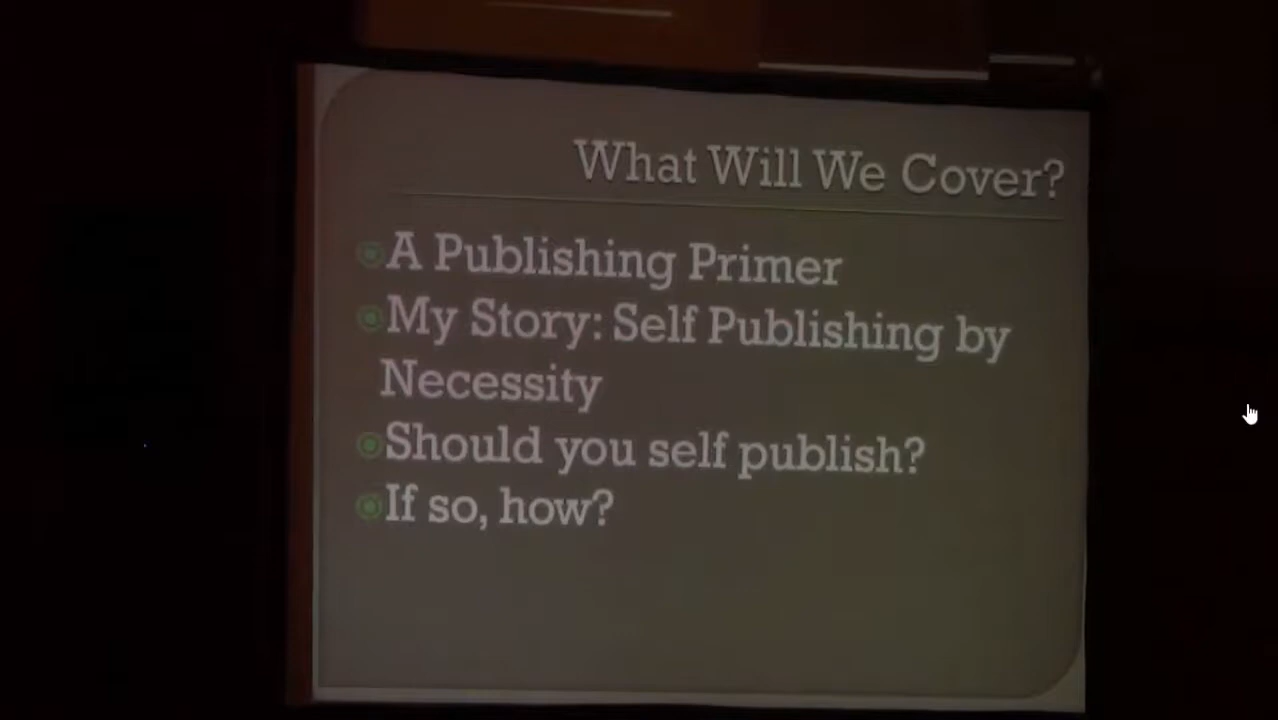 What Will We Cover?
A Publishing Primer
My Story: Self Publishing by
Necessity
Should you self publish?
If so, how?